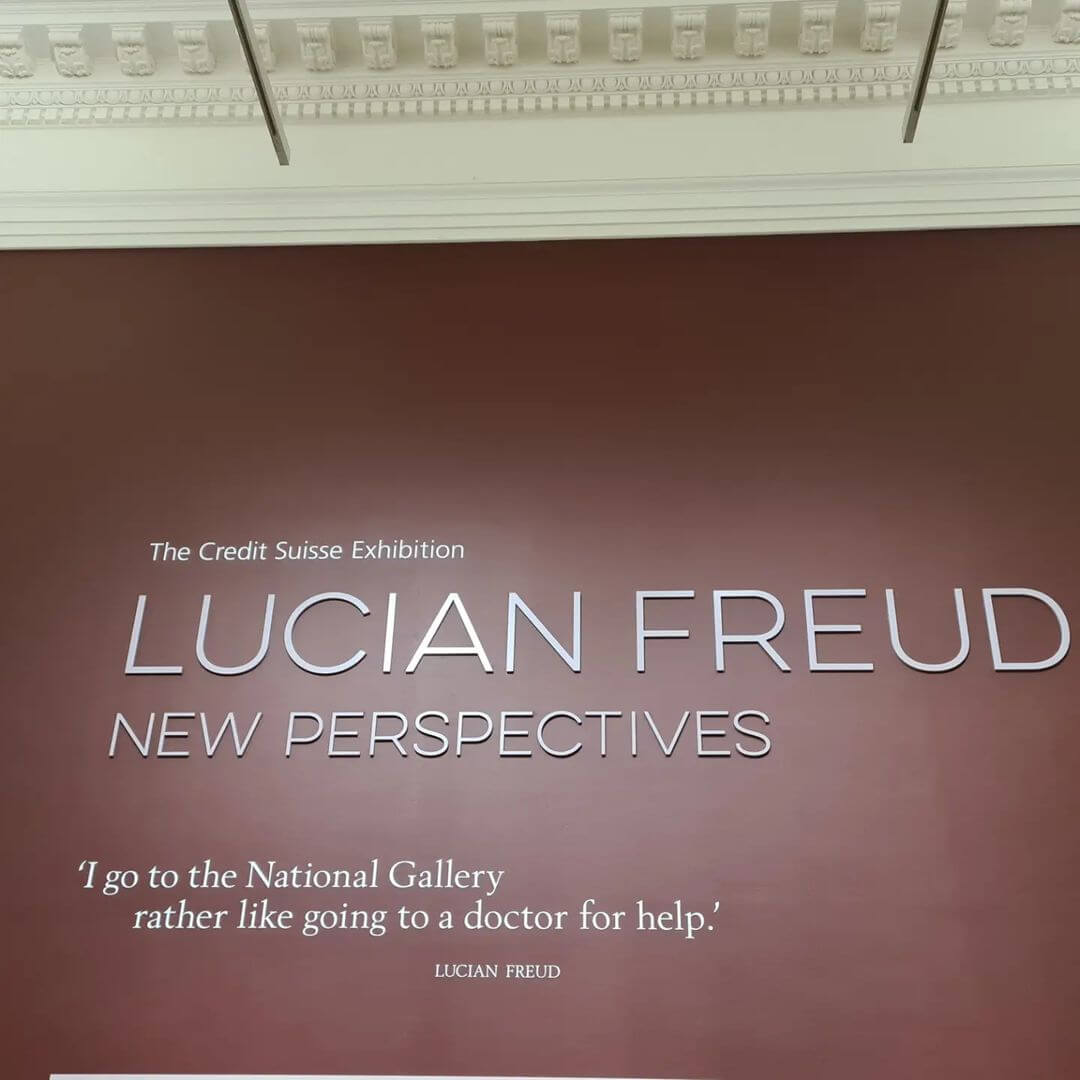 The Credit Suisse Exhibition
LUCIAN FREUD
NEW PERSPECTIVES
‘I go to the National Gallery
rather like going to a doctor for help.’
LUCIAN FREUD